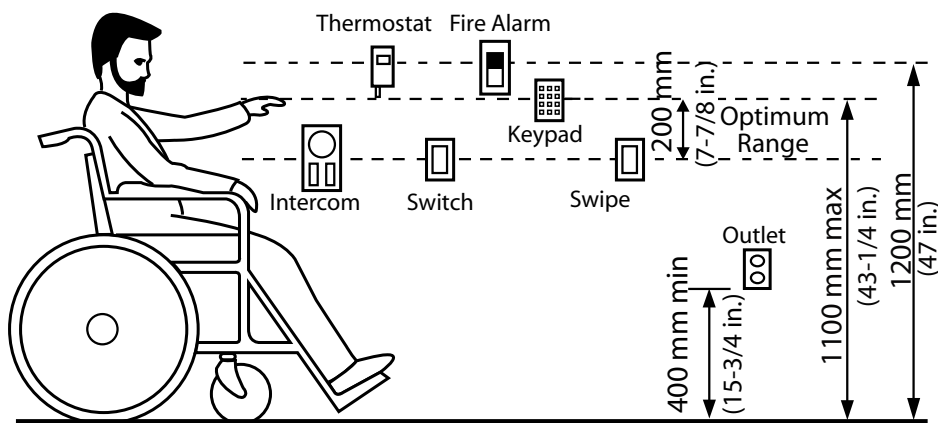 Thermostat
Fire Alarm
Keypad
200 mm
(7-7/8 in.)
Optimum
Range
Intercom
Switch
Swipe
Outlet
400 mm min
(15-3/4 in.)
1100 mm max
(43-1/4 in.)
1200 mm
(47 in.)